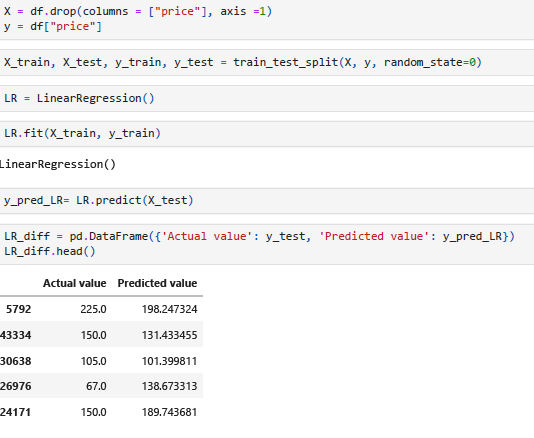 X = df.drop(columns = ["price"], axis =1)
y = df["price"]
X_train, X_test, y_train, y_test = train_test_split(X, y, random_state=0)
LR = LinearRegression()
LR.fit(X_train, y_train)
LinearRegression()
y_pred_LR= LR.predict(X_test)
LR_diff = pd.DataFrame({'Actual value': y_test, 'Predicted value': y_pred_LR})
LR_diff.head()
Actual value Predicted value
5792 225.0 198.247324
43334 150.0 131.433455
30638 105.0 101.399811
26976 67.0 138.673313
24171 150.0 189.743681